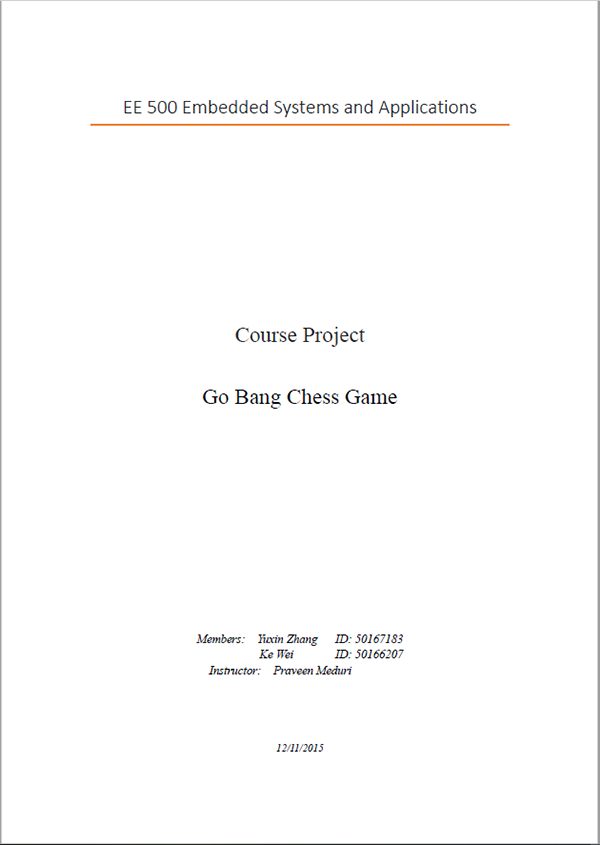 EE 500 Embedded Systems and Applications
Course Project
Go Bang Chess Game
Members: Yuxin Zhang ID: 50167183
Ke Wei ID: 50166207
Instructor: Praveen Meduri
12/11/2015